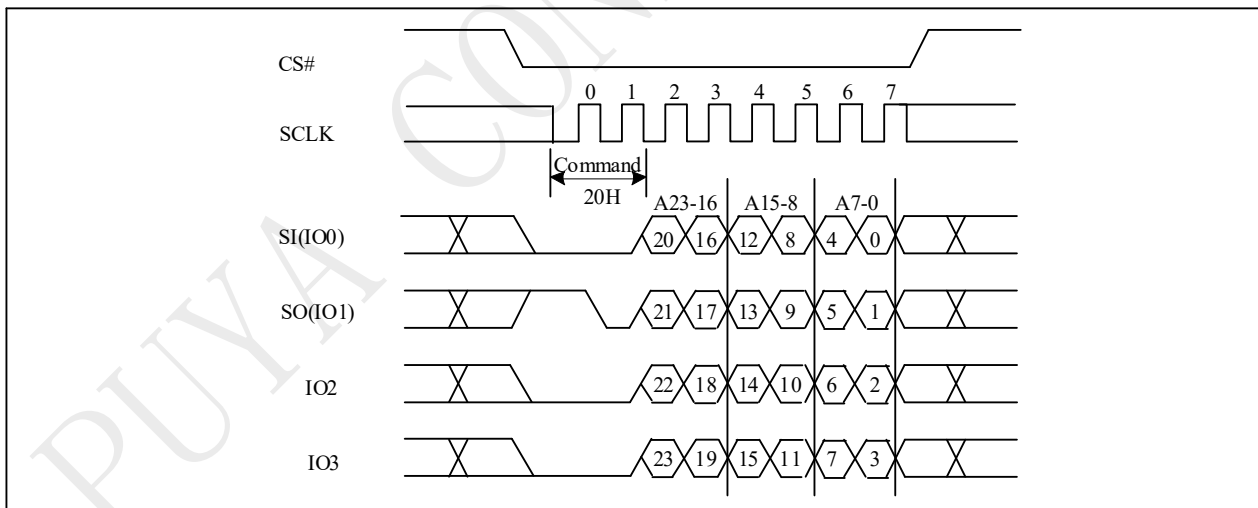 CS#
0 1 2 3 4 5 6 7
SCLK
Command
20H
A23-16 A15-8 A7-0
SI(IO0) 20 16 12 8 4 0
SO(IO1) 21 17 13 9 5 1
IO2 22 18 14 10 6 2
IO3 23 19 15 11 7 3
PUYA CON